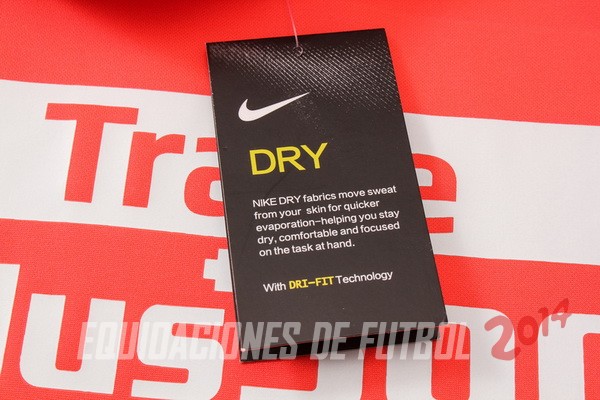 DRY
NIKE DRY fabrics move sweat
from your skin for quicker
evaporation—helping you stay
dry, comfortable and focused
on the task at hand.
With DRI-FIT Technology
EQUIDACIONES DE FUTBOL 2014